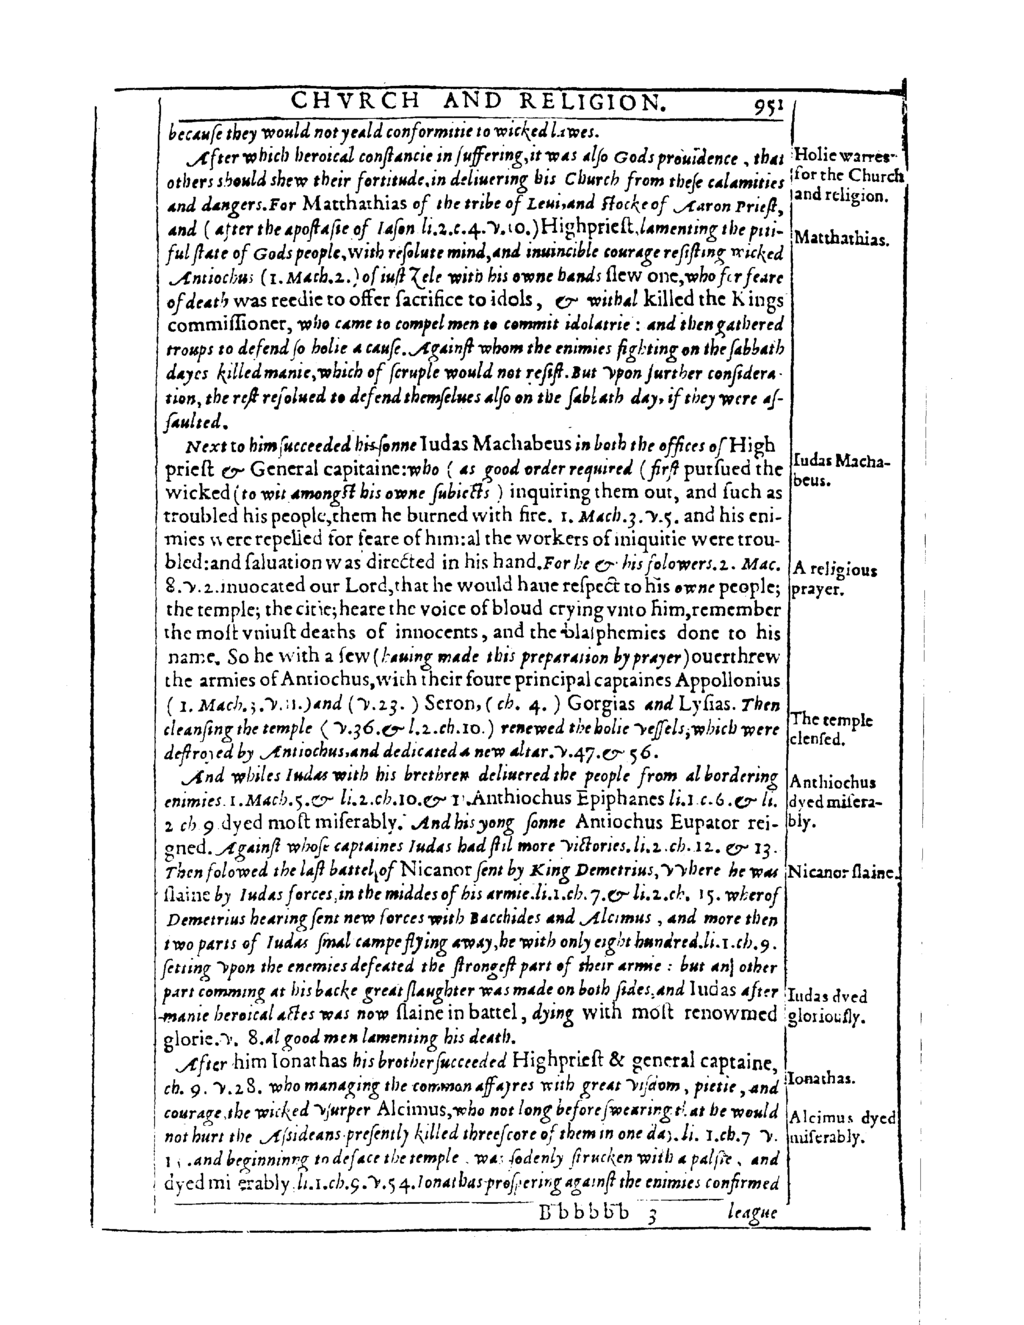 CHVRCH AND RELIGION. 951
becauſe they would not yeald conformitie to wicked lawes.
After which heroical conſtancie in ſuffering, it was alſo Gods prouidence, that
others should shew their fortitude, in deliuering his Church from theſe calamities
and dangers. For Matthathias of the tribe of Leui, and ſtocke of Aaron Prieſt,
and ( after the apoſtaſie of Iaſon li.2.c.4.v.10.) Highprieſt, lamenting the piti-
ful ſtate of Gods people, with reſolute mind, and inuincible courage reſiſting wicked
Antiochus (1. Mach.2.) of iuſt Zele with his owne hands ſlew one, who for feare
of death was reedie to offer ſacrifice to idols, & withal killed the Kings
commiſſioner, who came to compel men to commit idolatrie: and then gathered
troups to defend ſo holie a cauſe. Againſt whom the enimies fighting on the ſabbath
dayes killed manie, which of ſcruple would not reſiſt. But vpon further conſidera-
tion, the reſt reſolued to defend themſelues alſo on the ſabbath day, if they were aſ-
ſaulted.
Next to him ſucceeded his ſonne Iudas Machabeus in both the offices of High
prieſt & General capitaine: who ( as good order required ( firſt purſued the
wicked (to wit amongſt his owne ſubiects ) inquiring them out, and ſuch as
troubled his people, them he burned with fire. 1. Mach.3.v.5. and his eni-
mies were repelled for feare of him: al the workers of iniquitie were trou-
bled: and ſaluation was directed in his hand. For he & his folowers. 2. Mac.
8.v.2. inuocated our Lord, that he would haue reſpect to his owne people;
the temple; the citie; heare the voice of bloud crying vnto him, remember
the moſt vniuſt deaths of innocents, and the blaſphemies done to his
name. So he with a few (hauing made this preparation by prayer) ouerthrew
the armies of Antiochus, with their foure principal captaines Appollonius
( 1. Mach.3.v.11.) and (v.23. ) Seron, ( ch. 4. ) Gorgias and Lyſias. Then
cleanſing the temple ( v.36. & l.2.ch.10.) renewed the holie veſſels, which were
deſtroyed by Antiochus, and dedicated a new altar. v.47. & 56.
And whiles Iudas with his brethren deliuered the people from al bordering
enimies. 1. Mach.5. & li.2.ch.10. & Anthiochus Epiphanes li.1.c.6. & li.
2 ch 9 dyed moſt miſerably. And his yong ſonne Antiochus Eupator rei-
gned. Againſt whoſe captaines Iudas had ſtil more victories. li.2.ch.12. & 13.
Then folowed the laſt battel, of Nicanor ſent by King Demetrius, VVhere he was
ſlaine by Iudas forces, in the middes of his armie. li.1.ch.7. & li.2.ch. 15. wherof
Demetrius hearing ſent new forces with Bacchides and Alcimus, and more then
two parts of Iudas ſmal campe flying away, he with only eight hundred. li.1.ch.9.
ſetting vpon the enemies defeated the ſtrongeſt part of their armie: but an other
part comming at his backe great ſlaughter was made on both ſides, and Iudas after
manie heroical actes was now ſlaine in battel, dying with moſt renowmed
glorie. v. 8. al good men lamenting his death.
After him Ionathas his brother ſucceeded Highprieſt & general captaine,
ch. 9. v.28. who managing the common affayres with great viſdom, pietie, and
courage, the wicked vſurper Alcimus, who not long before ſwearing that he would
not hurt the Aſsideans preſently killed threeſcore of them in one day. li. 1.ch.7 v.
and beginning to deface the temple, was ſodenly ſtrucken with a palſie, and
dyed miſerably. li.1.ch.9.v.54. Ionathas proſpering againſt the enimies confirmed
Bbbbbb 3 league
Holie warres
for the Church
and religion.
Matthathias.
Iudas Macha-
beus.
A religious
prayer.
The temple
clenſed.
Anthiochus
dyed miſera-
bly.
Nicanor ſlaine.
Iudas dyed
glorioufly.
Ionathas.
Alcimus dyed
miſerably.